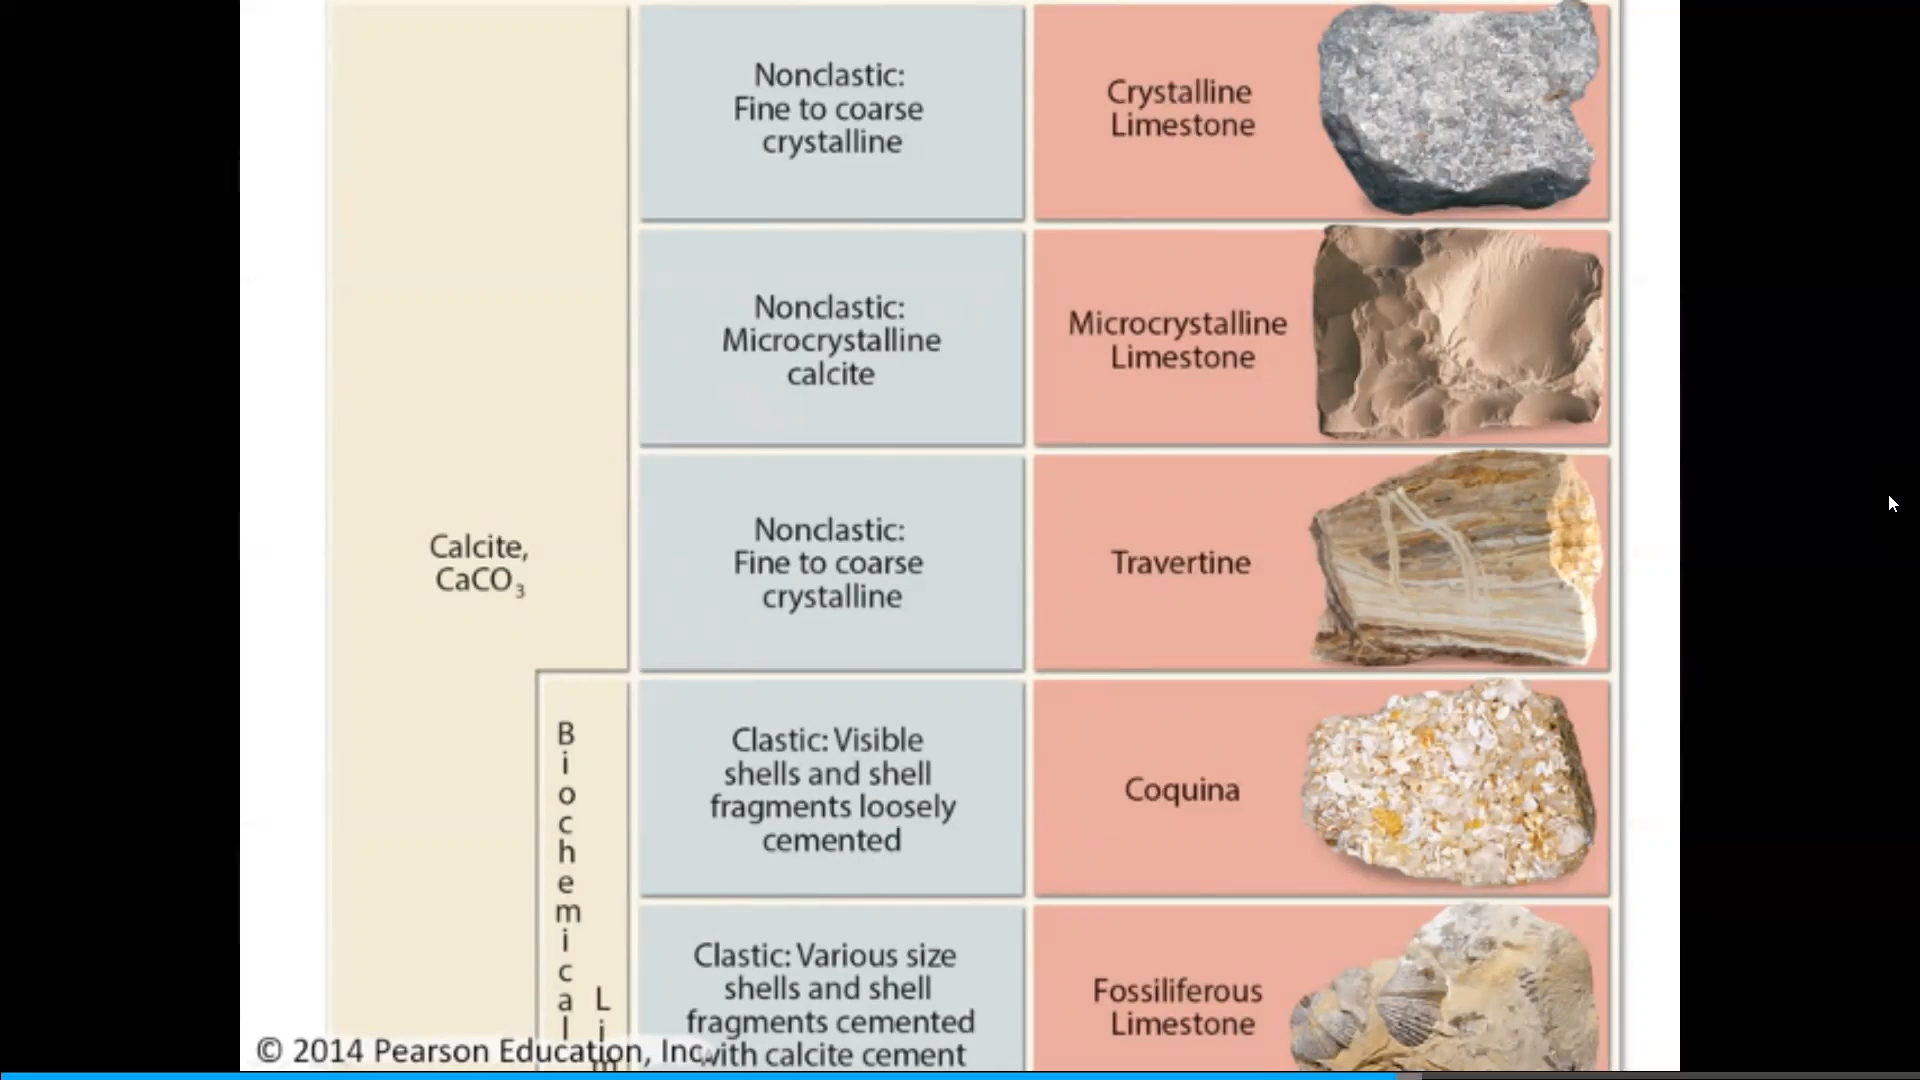 Nonclastic:
Fine to coarse
crystalline
Crystalline
Limestone
Nonclastic:
Microcrystalline
calcite
Microcrystalline
Limestone
Calcite,
CaCO₃
Nonclastic:
Fine to coarse
crystalline
Travertine
Biochemical
Lim
Clastic: Visible
shells and shell
fragments loosely
cemented
Coquina
Clastic: Various size
shells and shell
fragments cemented
with calcite cement
Fossiliferous
Limestone
© 2014 Pearson Education, Inc.